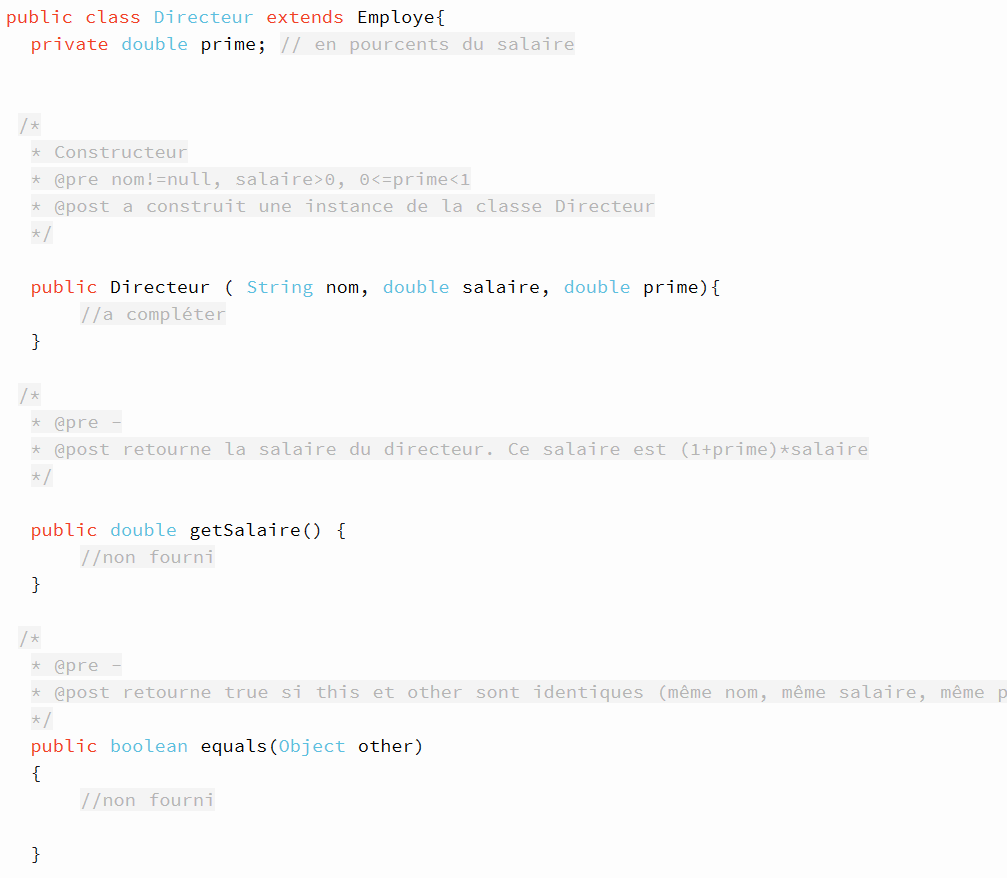 public class Directeur extends Employe{
private double prime; // en pourcents du salaire
/*
* Constructeur
* @pre nom!=null, salaire>0, 0<=prime<1
* @post a construit une instance de la classe Directeur
*/
public Directeur ( String nom, double salaire, double prime){
//a compléter
}
/*
* @pre -
* @post retourne la salaire du directeur. Ce salaire est (1+prime)*salaire
*/
public double getSalaire() {
//non fourni
}
/*
* @pre -
* @post retourne true si this et other sont identiques (même nom, même salaire, même p
*/
public boolean equals(Object other)
{
//non fourni
}